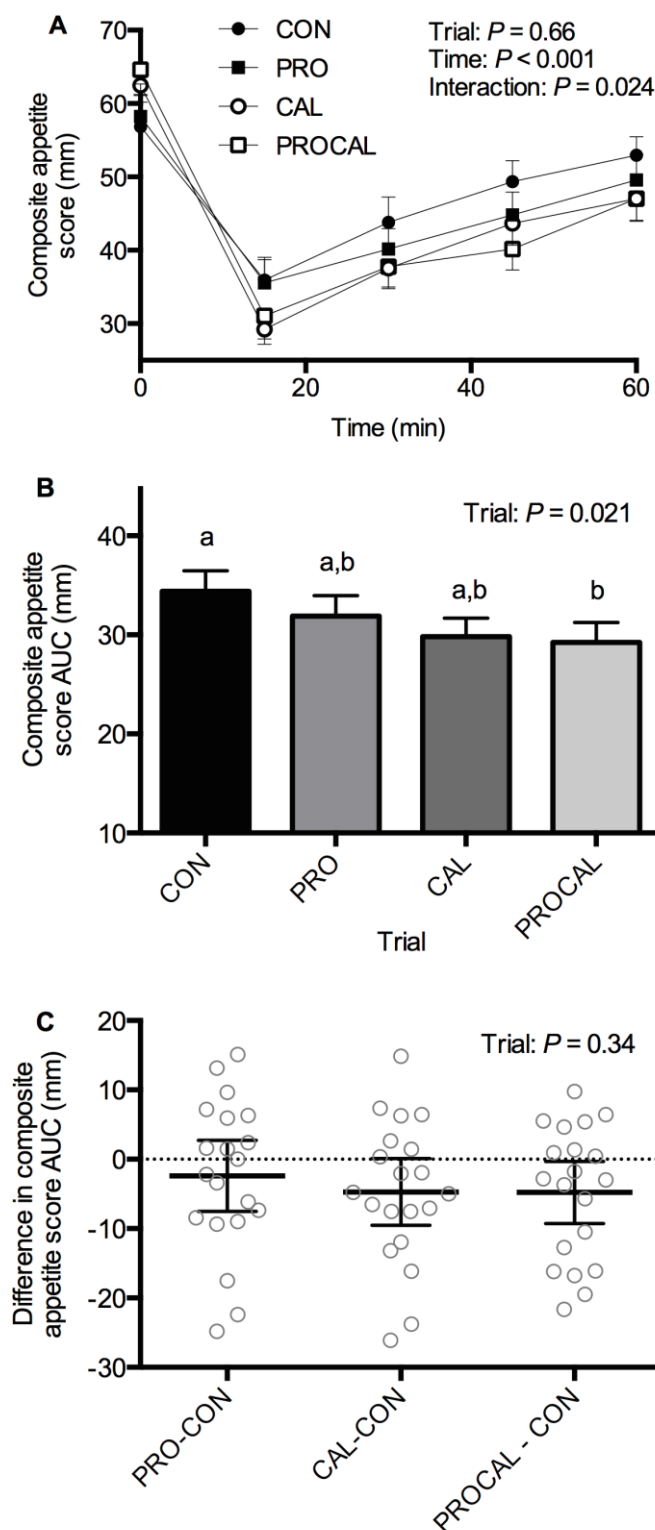 A
CON
PRO
CAL
PROCAL
Trial: P = 0.66
Time: P < 0.001
Interaction: P = 0.024
Composite appetite
score (mm)
70
60
50
40
30
0
20
40
60
Time (min)
B
Trial: P = 0.021
Composite appetite
score AUC (mm)
40
30
20
10
a
a,b
a,b
b
CON
PRO
CAL
PROCAL
Trial
C
Trial: P = 0.34
Difference in composite
appetite score AUC (mm)
20
10
0
-10
-20
-30
PRO-CON
CAL-CON
PROCAL - CON